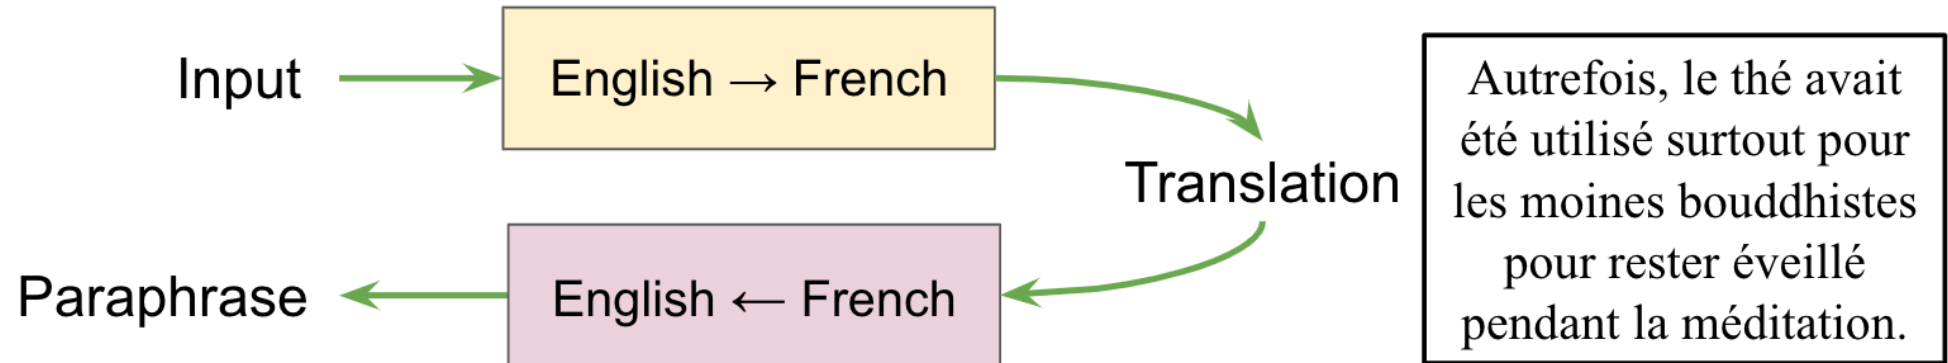 Input
English → French
Translation
English ← French
Paraphrase
Autrefois, le thé avait
été utilisé surtout pour
les moines bouddhistes
pour rester éveillé
pendant la méditation.